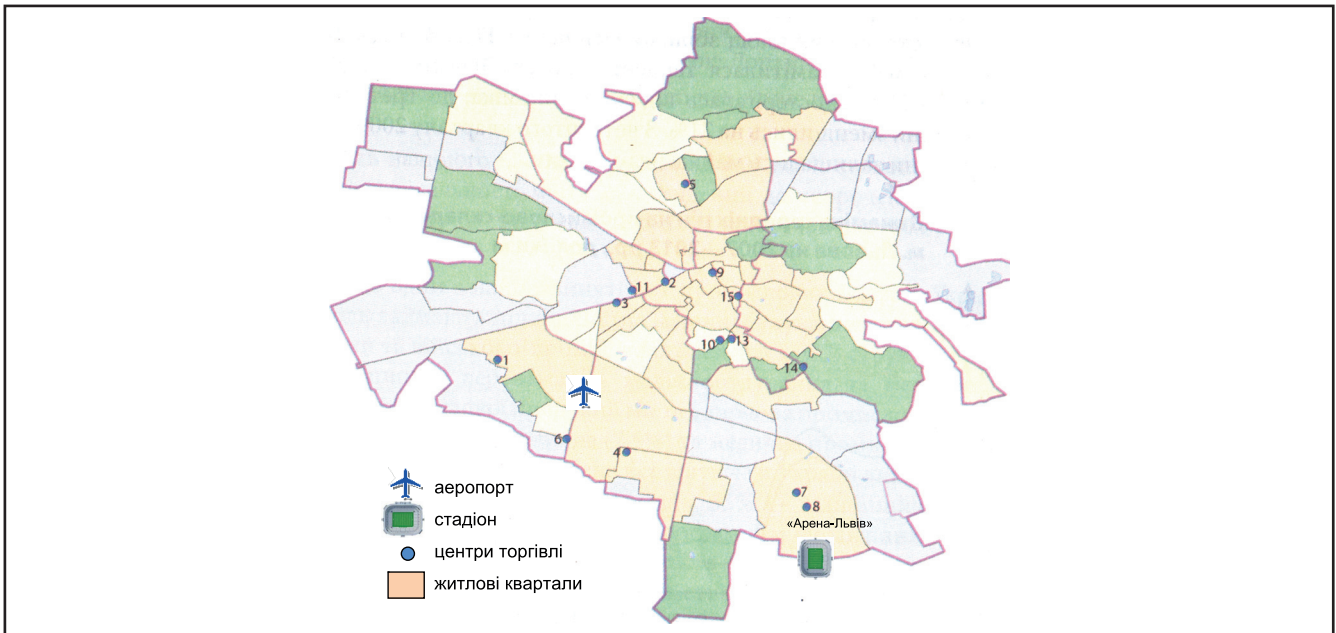 5
9
2
11
15
3
10
13
1
14
6
4
7
8
«Арена-Львів»
аеропорт
стадіон
центри торгівлі
житлові квартали